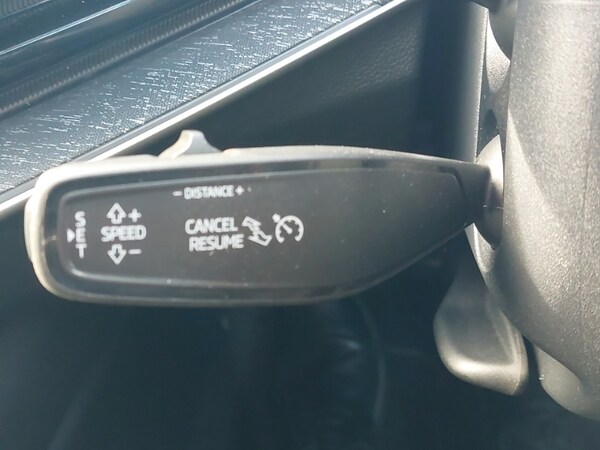 - DISTANCE +
SET
+
SPEED
-
CANCEL
RESUME